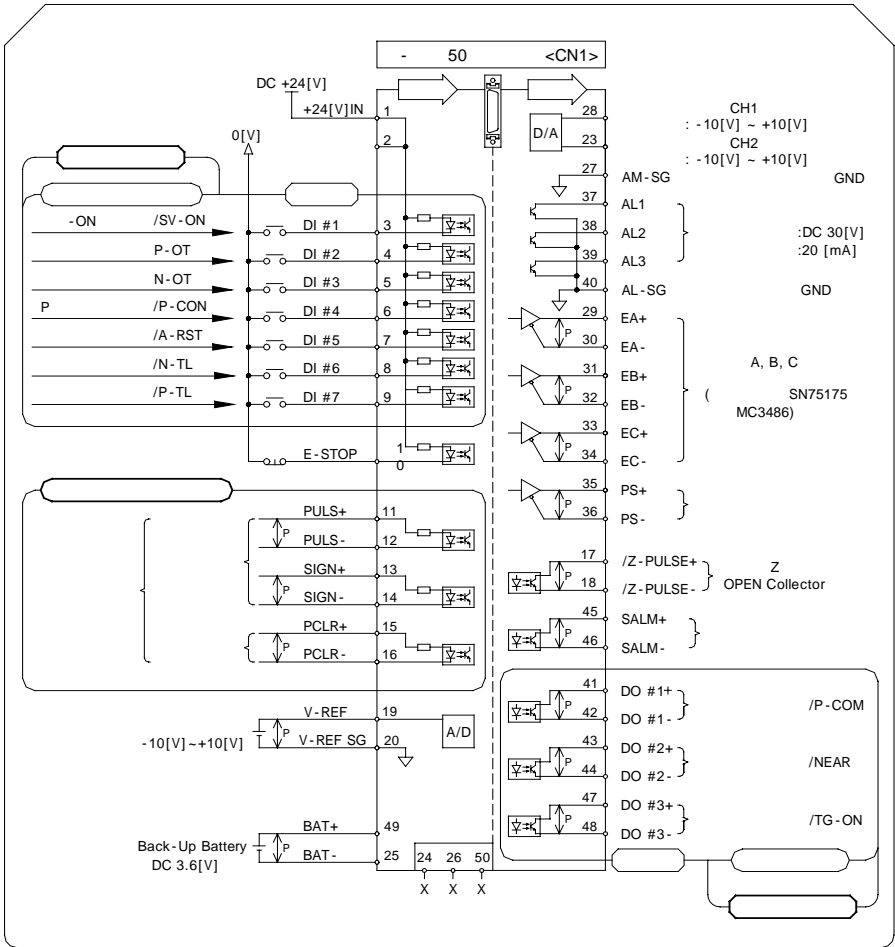 - 50 <CN1>
DC +24[V]
+24[V]IN
0[V]
1
2
D/A
28
23
CH1
: -10[V] ~ +10[V]
CH2
: -10[V] ~ +10[V]
27 AM-SG GND
37 AL1
38 AL2
39 AL3
:DC 30[V]
:20 [mA]
40 AL-SG GND
-ON /SV-ON DI #1 3
P-OT DI #2 4
N-OT DI #3 5
P /P-CON DI #4 6
/A-RST DI #5 7
/N-TL DI #6 8
/P-TL DI #7 9
E-STOP 1
0
P 29 EA+
30 EA-
P 31 EB+
32 EB-
P 33 EC+
34 EC-
A, B, C
( SN75175
MC3486)
P 35 PS+
36 PS-
PULS+ 11
P
PULS- 12
SIGN+ 13
P
SIGN- 14
PCLR+ 15
P
PCLR- 16
17 /Z-PULSE+
P
18 /Z-PULSE-
Z
OPEN Collector
45 SALM+
P
46 SALM-
V-REF 19
-10[V] ~+10[V] P
V-REF SG 20
A/D
41 DO #1+
P /P-COM
42 DO #1-
43 DO #2+
P /NEAR
44 DO #2-
47 DO #3+
P /TG-ON
48 DO #3-
BAT+ 49
Back-Up Battery P
DC 3.6[V]
BAT- 25
24 26 50
X X X